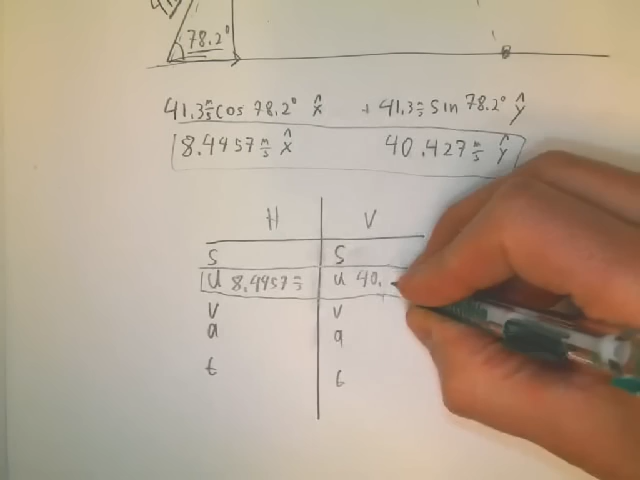 78.2°
41.3 m/s cos 78.2° x̂ + 41.3 m/s sin 78.2° ŷ
8.4457 m/s x̂ 40.427 m/s ŷ
H V
S S
U 8.4457 m/s U 40.
V V
a a
t t